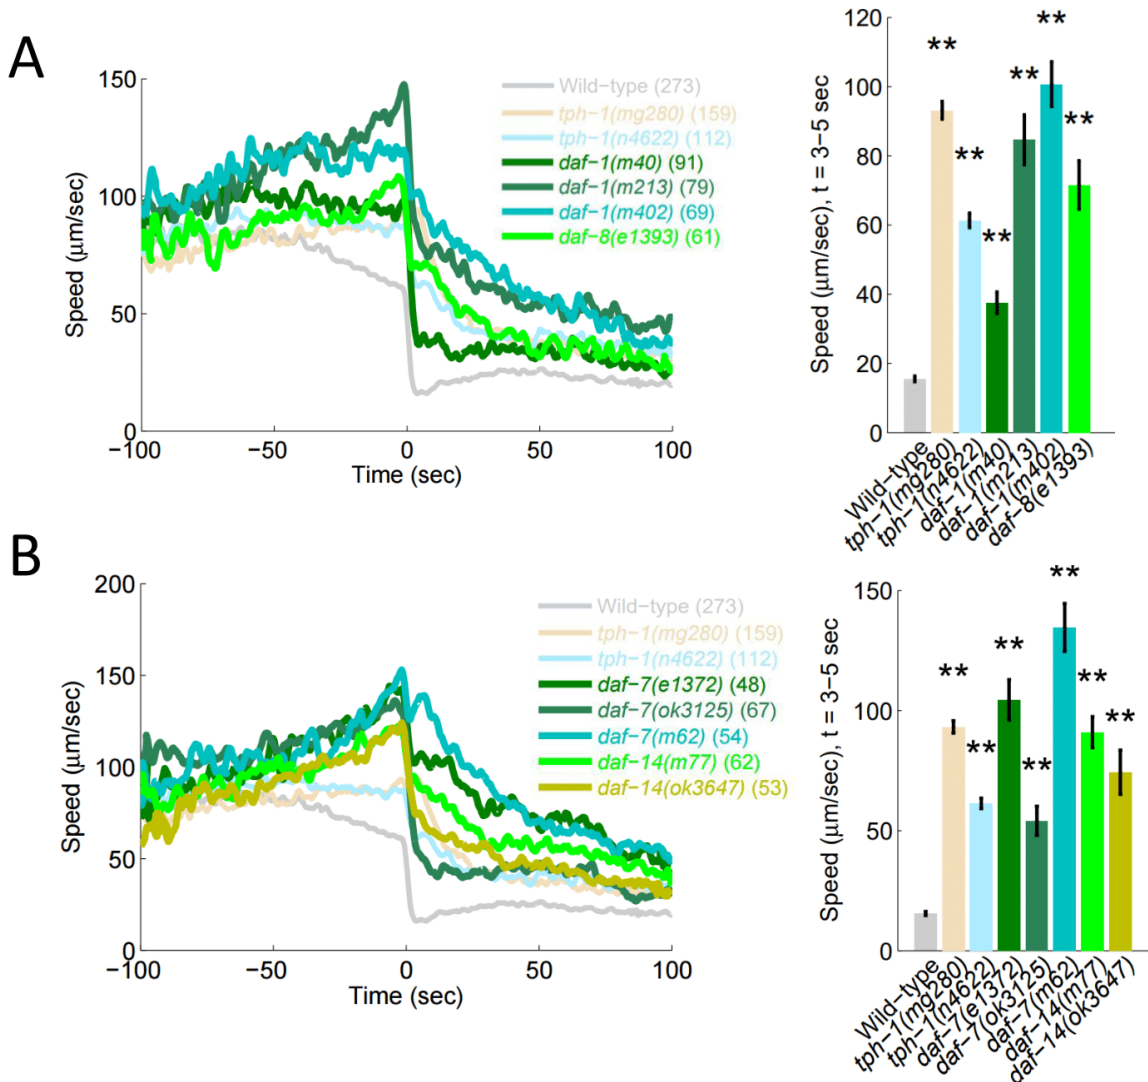 A
Speed (μm/sec)
150
100
50
0
−100
−50
0
50
100
Time (sec)
Wild−type (273)
tph−1(mg280) (159)
tph−1(n4622) (112)
daf−1(m40) (91)
daf−1(m213) (79)
daf−1(m402) (69)
daf−8(e1393) (61)
Speed (μm/sec), t = 3−5 sec
120
100
80
60
40
20
0
**
**
**
**
**
**
Wild−type
tph−1(mg280)
tph−1(n4622)
daf−1(m40)
daf−1(m213)
daf−1(m402)
daf−8(e1393)
B
Speed (μm/sec)
200
150
100
50
0
−100
−50
0
50
100
Time (sec)
Wild−type (273)
tph−1(mg280) (159)
tph−1(n4622) (112)
daf−7(e1372) (48)
daf−7(ok3125) (67)
daf−7(m62) (54)
daf−14(m77) (62)
daf−14(ok3647) (53)
Speed (μm/sec), t = 3−5 sec
150
100
50
0
**
**
**
**
**
**
**
Wild−type
tph−1(mg280)
tph−1(n4622)
daf−7(e1372)
daf−7(ok3125)
daf−7(m62)
daf−14(m77)
daf−14(ok3647)